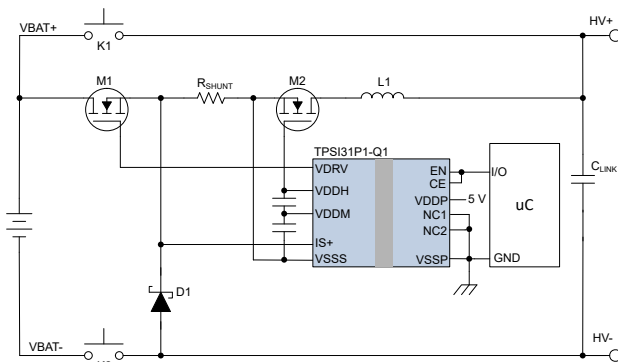 VBAT+
K1
HV+
M1
RSHUNT
M2
L1
TPSI31P1-Q1
VDRV
EN
I/O
CE
VDDH
VDDP
5 V
CLINK
VDDM
NC1
uC
NC2
IS+
VSSS
VSSP
GND
D1
VBAT-
HV-